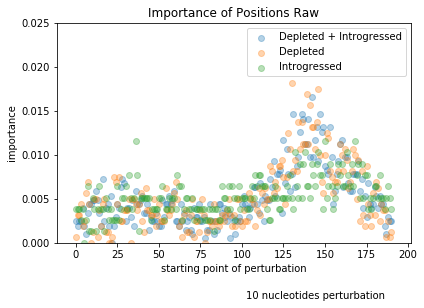 Importance of Positions Raw
0.025
0.020
0.015
0.010
0.005
0.000
importance
Depleted + Introgressed
Depleted
Introgressed
0 25 50 75 100 125 150 175 200
starting point of perturbation
10 nucleotides perturbation